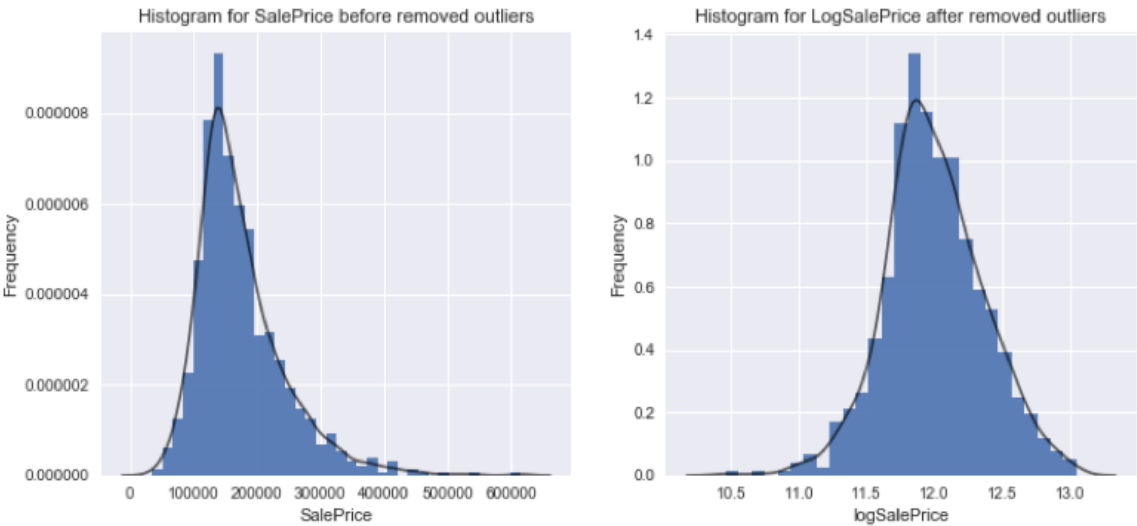 Histogram for SalePrice before removed outliers
Frequency
0.000008
0.000006
0.000004
0.000002
0.000000
0 100000 200000 300000 400000 500000 600000
SalePrice
Histogram for LogSalePrice after removed outliers
Frequency
1.4
1.2
1.0
0.8
0.6
0.4
0.2
0.0
10.5 11.0 11.5 12.0 12.5 13.0
logSalePrice